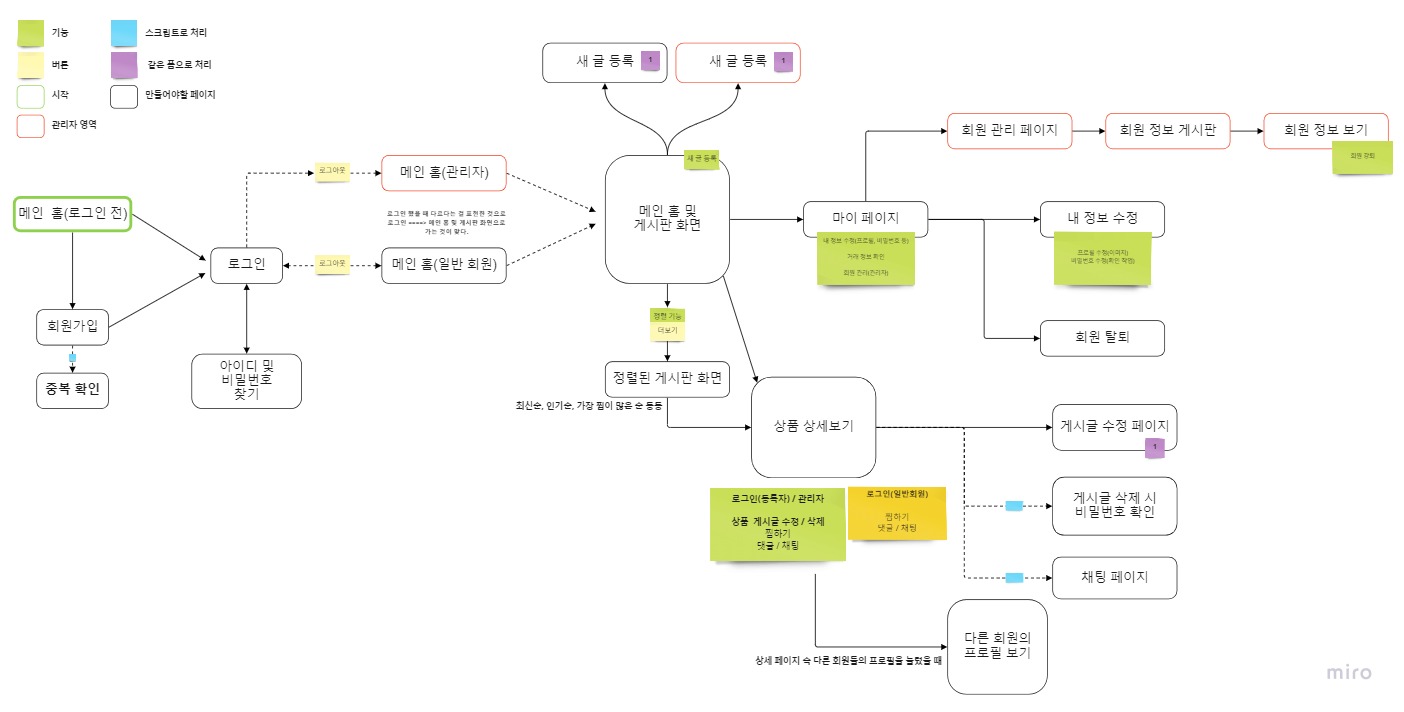 기능
스크립트로 처리
버튼
같은 폼으로 처리
시작
만들어야할 페이지
관리자 영역
새 글 등록
1
새 글 등록
1
회원 관리 페이지
회원 정보 게시판
회원 정보 보기
회원 강퇴
로그아웃
메인 홈(관리자)
새 글 등록
메인 홈(로그인 전)
로그인 했을 때 다르다는 걸 표현한 것으로
로그인 ====> 메인 홈 및 게시판 화면으로
가는 것이 맞다.
메인 홈 및
게시판 화면
마이 페이지
내 정보 수정(프로필, 비밀번호 등)
거래 정보 확인
회원 관리(관리자)
내 정보 수정
프로필 수정(이미지)
비밀번호 수정(확인 작업)
로그인
로그아웃
메인 홈(일반 회원)
회원가입
정렬 기능
더보기
회원 탈퇴
중복 확인
아이디 및
비밀번호
찾기
정렬된 게시판 화면
최신순, 인기순, 가장 찜이 많은 순 등등
상품 상세보기
게시글 수정 페이지
1
로그인(등록자) / 관리자
상품 게시글 수정 / 삭제
찜하기
댓글 / 채팅
로그인(일반회원)
찜하기
댓글 / 채팅
게시글 삭제 시
비밀번호 확인
채팅 페이지
다른 회원의
프로필 보기
상세 페이지 속 다른 회원들의 프로필을 눌렀을 때
miro